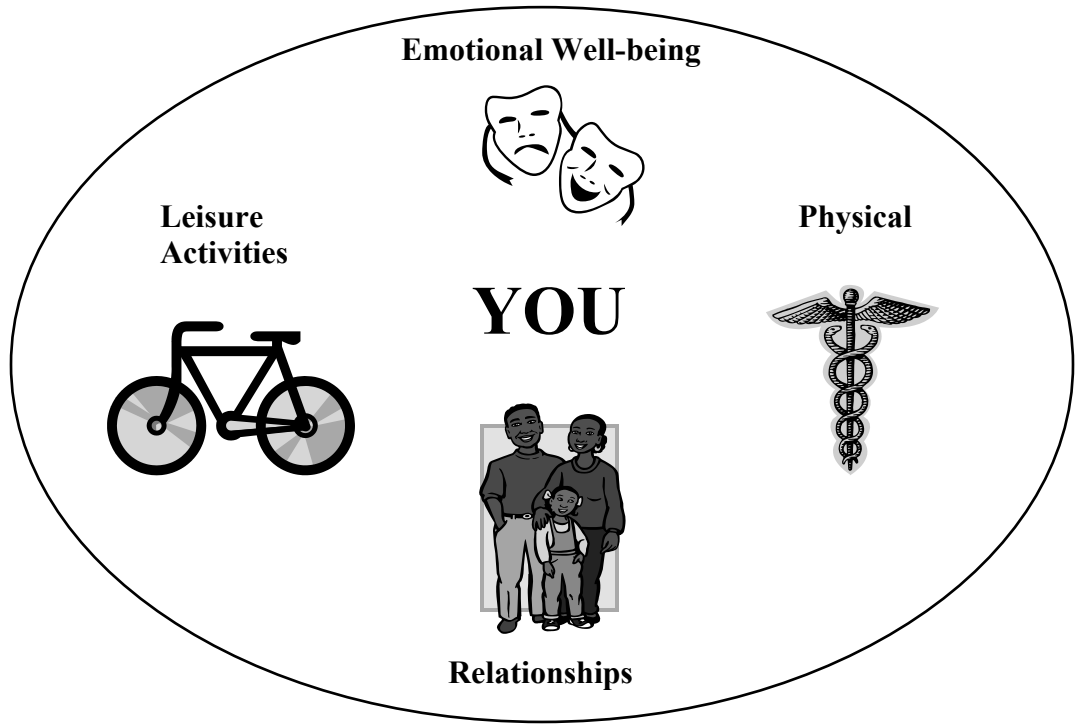 Emotional Well-being
Leisure
Activities
Physical
YOU
Relationships